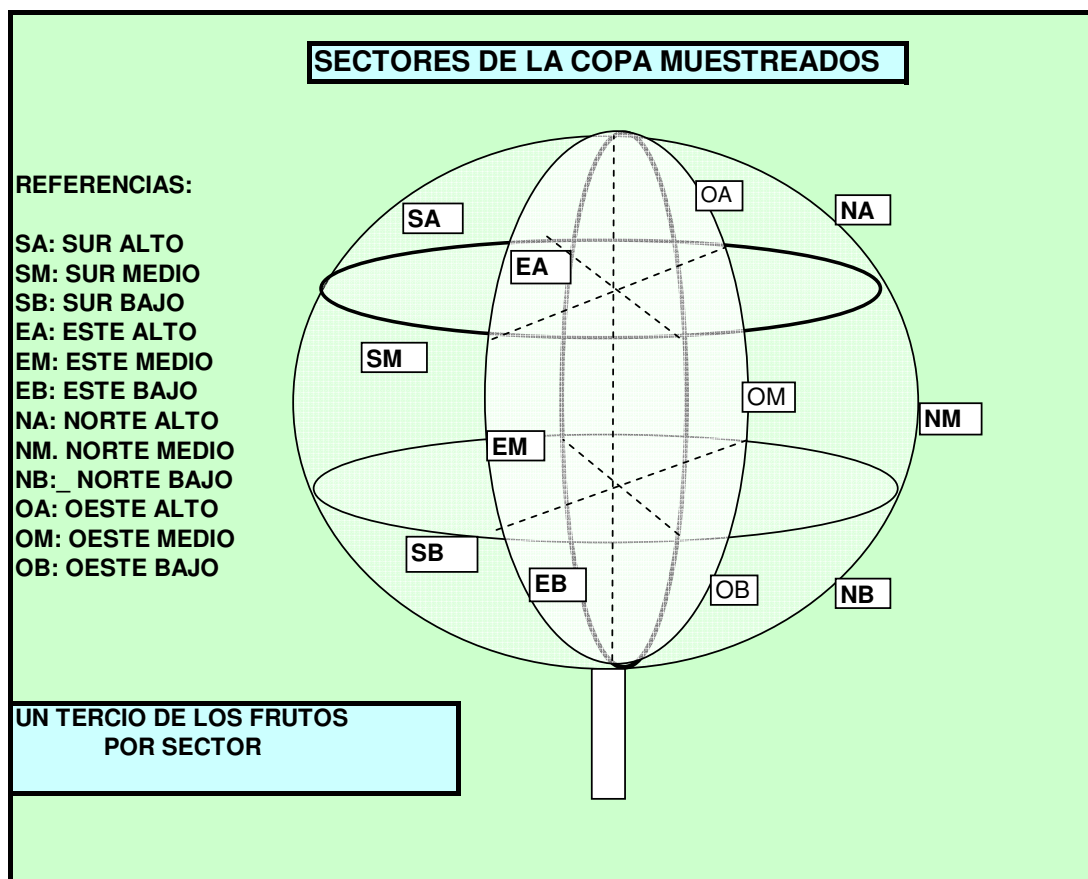 SECTORES DE LA COPA MUESTREADOS
REFERENCIAS:
SA: SUR ALTO
SM: SUR MEDIO
SB: SUR BAJO
EA: ESTE ALTO
EM: ESTE MEDIO
EB: ESTE BAJO
NA: NORTE ALTO
NM. NORTE MEDIO
NB:_ NORTE BAJO
OA: OESTE ALTO
OM: OESTE MEDIO
OB: OESTE BAJO
OA
SA
NA
EA
SM
OM
NM
EM
SB
EB
OB
NB
UN TERCIO DE LOS FRUTOS
POR SECTOR